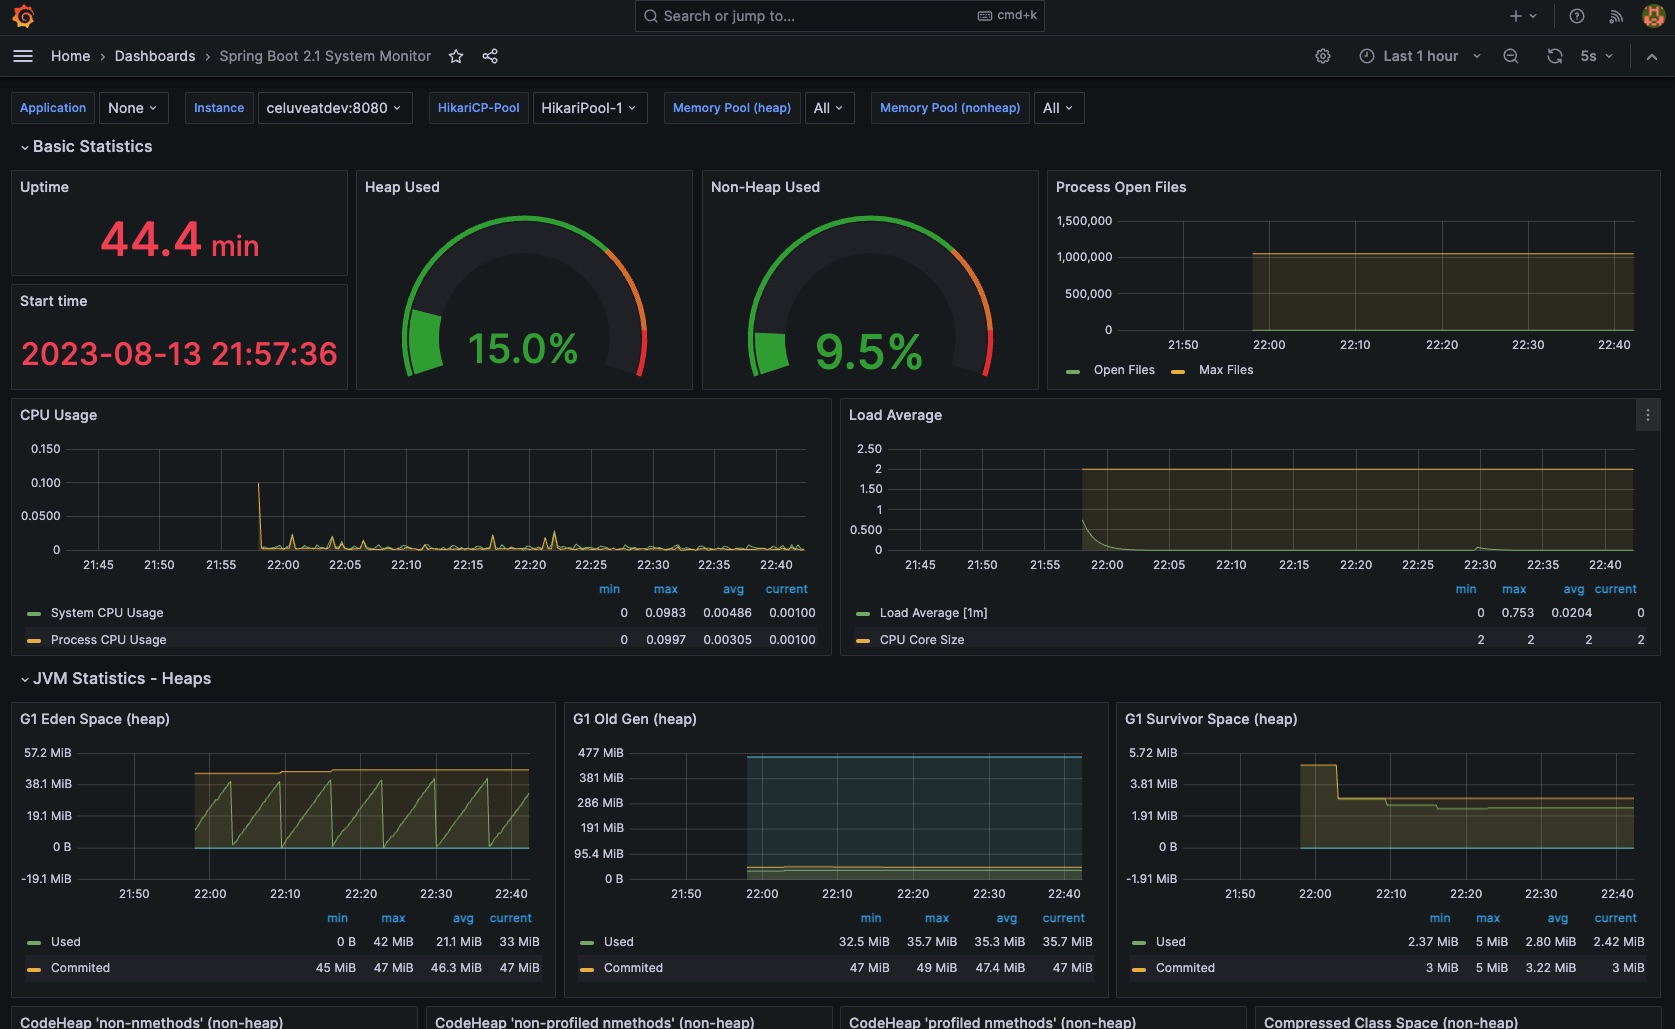 Search or jump to...
cmd+k
Home › Dashboards › Spring Boot 2.1 System Monitor
Last 1 hour
5s
Application None Instance celuveatdev:8080 HikariCP-Pool HikariPool-1 Memory Pool (heap) All Memory Pool (nonheap) All
Basic Statistics
Uptime
44.4 min
Start time
2023-08-13 21:57:36
Heap Used
15.0%
Non-Heap Used
9.5%
Process Open Files
1,500,000
1,000,000
500,000
0
21:50 22:00 22:10 22:20 22:30 22:40
Open Files Max Files
CPU Usage
0.150
0.100
0.0500
0
21:45 21:50 21:55 22:00 22:05 22:10 22:15 22:20 22:25 22:30 22:35 22:40
min max avg current
System CPU Usage 0 0.0983 0.00486 0.00100
Process CPU Usage 0 0.0997 0.00305 0.00100
Load Average
2.50
2
1.50
1
0.500
0
21:45 21:50 21:55 22:00 22:05 22:10 22:15 22:20 22:25 22:30 22:35 22:40
min max avg current
Load Average [1m] 0 0.753 0.0204 0
CPU Core Size 2 2 2 2
JVM Statistics - Heaps
G1 Eden Space (heap)
57.2 MiB
38.1 MiB
19.1 MiB
0 B
-19.1 MiB
21:50 22:00 22:10 22:20 22:30 22:40
min max avg current
Used 0 B 42 MiB 21.1 MiB 33 MiB
Commited 45 MiB 47 MiB 46.3 MiB 47 MiB
G1 Old Gen (heap)
477 MiB
381 MiB
286 MiB
191 MiB
95.4 MiB
0 B
21:50 22:00 22:10 22:20 22:30 22:40
min max avg current
Used 32.5 MiB 35.7 MiB 35.3 MiB 35.7 MiB
Commited 47 MiB 49 MiB 47.4 MiB 47 MiB
G1 Survivor Space (heap)
5.72 MiB
3.81 MiB
1.91 MiB
0 B
-1.91 MiB
21:50 22:00 22:10 22:20 22:30 22:40
min max avg current
Used 2.37 MiB 5 MiB 2.80 MiB 2.42 MiB
Commited 3 MiB 5 MiB 3.22 MiB 3 MiB
CodeHeap 'non-nmethods' (non-heap)
CodeHeap 'non-profiled nmethods' (non-heap)
CodeHeap 'profiled nmethods' (non-heap)
Compressed Class Space (non-heap)